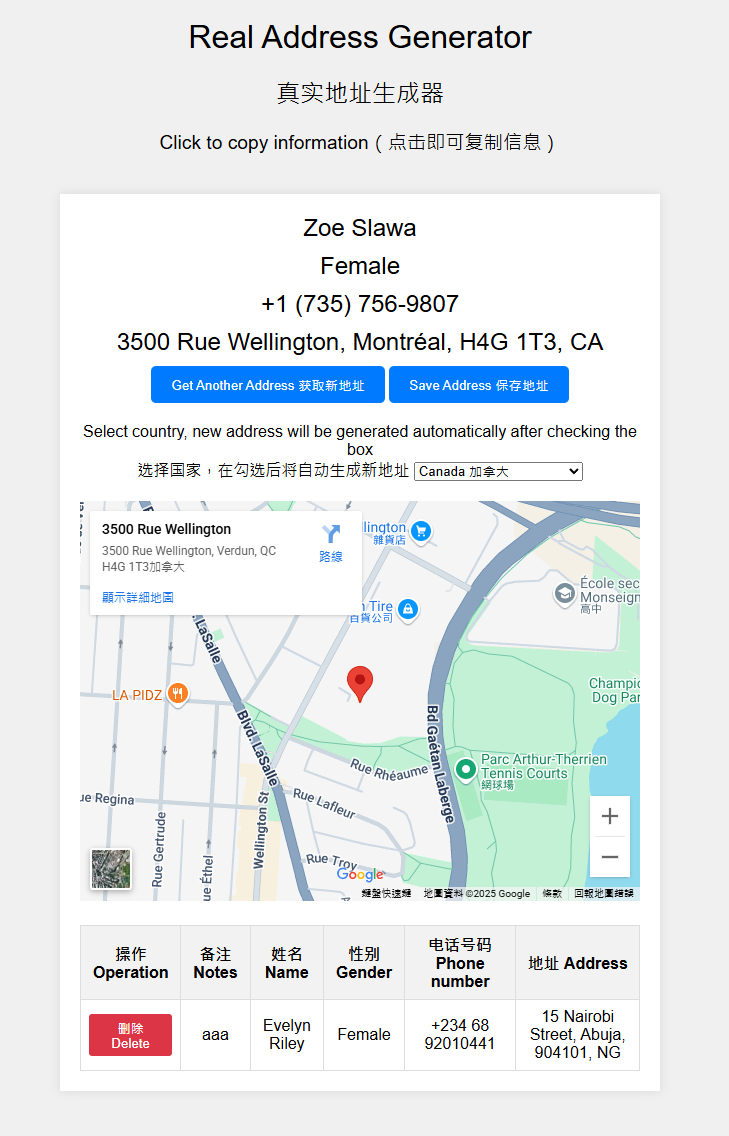 Real Address Generator
真实地址生成器
Click to copy information ( 点击即可复制信息 )
Zoe Slawa
Female
+1 (735) 756-9807
3500 Rue Wellington, Montréal, H4G 1T3, CA
Get Another Address 获取新地址
Save Address 保存地址
Select country, new address will be generated automatically after checking the
box
选择国家，在勾选后将自动生成新地址
Canada 加拿大
3500 Rue Wellington
3500 Rue Wellington, Verdun, QC
H4G 1T3加拿大
路線
顯示詳細地圖
llington
雜貨店
n Tire
百貨公司
École sec
Monseign
高中
Champio
Dog Par
LaSalle
LA PIDZ
Blvd. LaSalle
Bd Gaétan Laberge
Parc Arthur-Therrien
Tennis Courts
網球場
Rue Rhéaume
ue Regina
Rue Lafleur
Rue Gertrude
Rue Éthel
Wellington St
Rue Troy
Google
鍵盤快速鍵
地圖資料 ©2025 Google
條款
回報地圖錯誤
操作
Operation
备注
Notes
姓名
Name
性别
Gender
电话号码
Phone
number
地址 Address
删除
Delete
aaa
Evelyn
Riley
Female
+234 68
92010441
15 Nairobi
Street, Abuja,
904101, NG